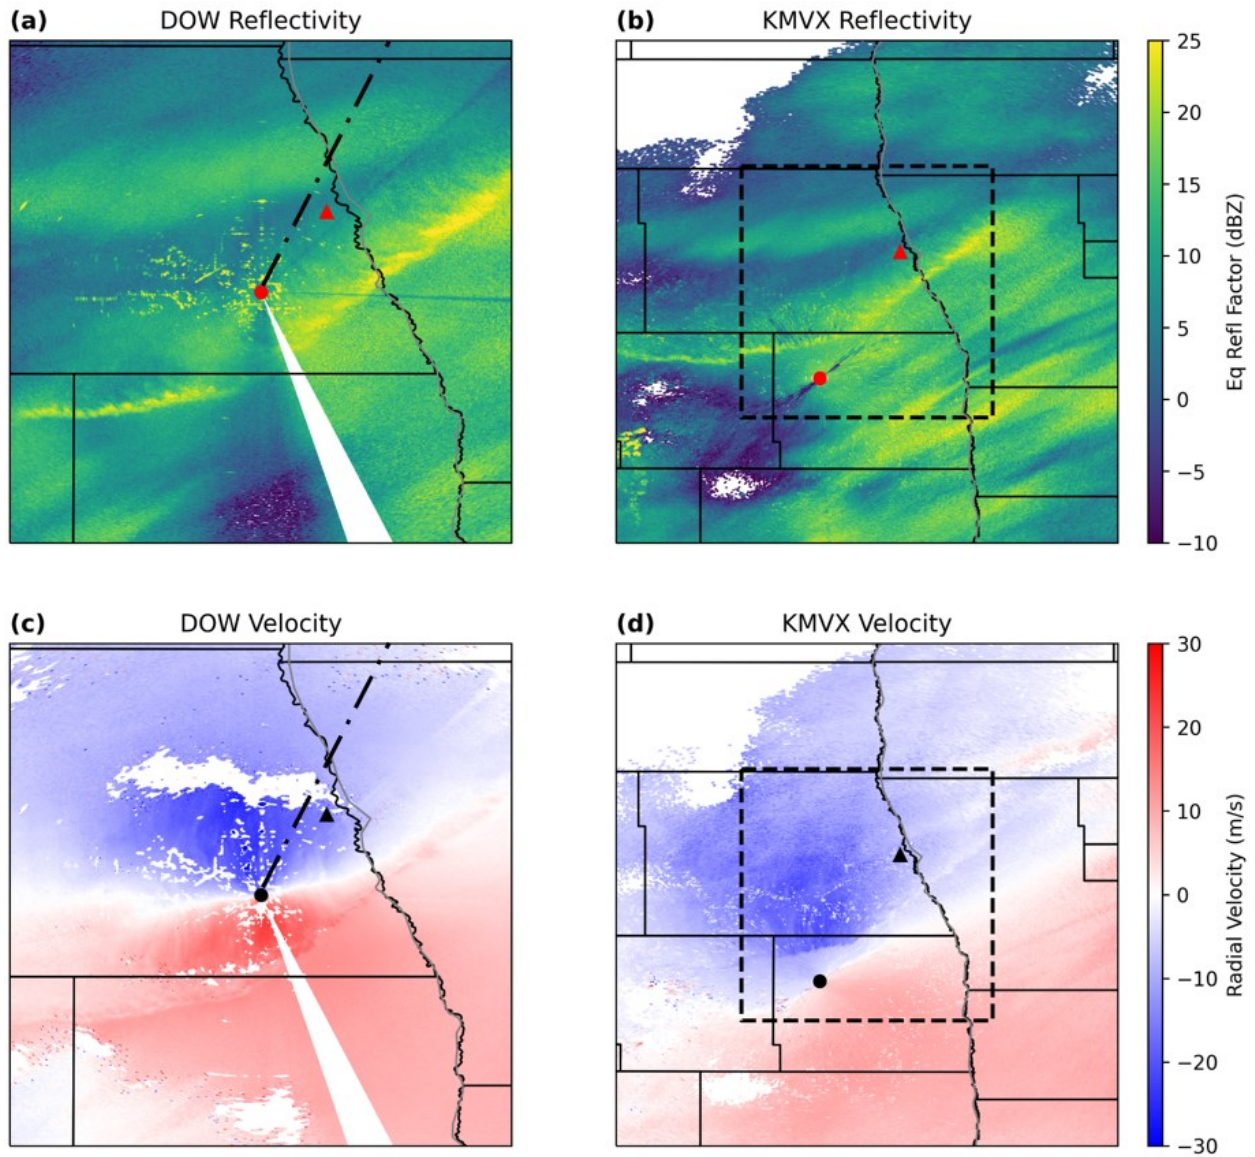 (a) DOW Reflectivity
(b) KMVX Reflectivity
25
20
15
10
5
0
−5
−10
Eq Refl Factor (dBZ)
(c) DOW Velocity
(d) KMVX Velocity
30
20
10
0
−10
−20
−30
Radial Velocity (m/s)